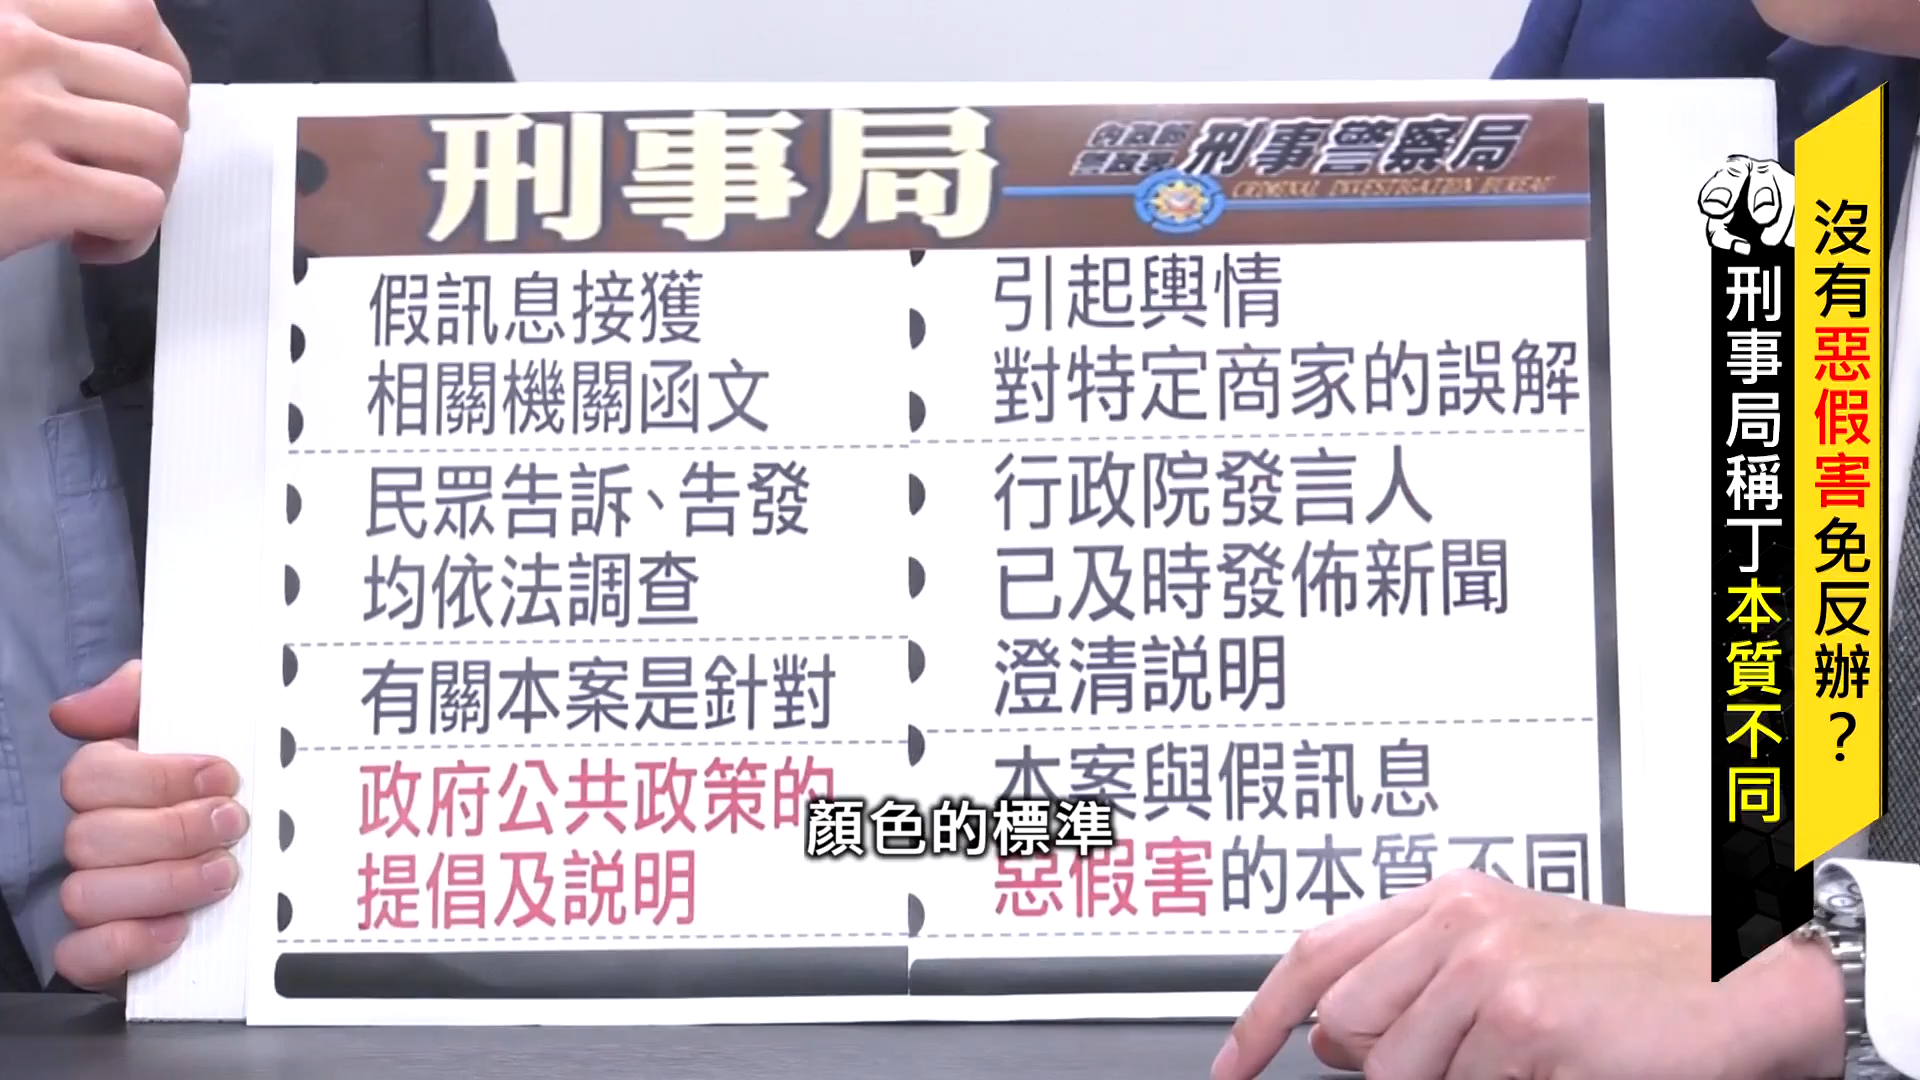 刑事局
內政部
警政署
刑事警察局
CRIMINAL INVESTIGATION BUREAU
假訊息接獲
相關機關函文
民眾告訴、告發
均依法調查
有關本案是針對
政府公共政策的
提倡及説明
引起輿情
對特定商家的誤解
行政院發言人
已及時發佈新聞
澄清説明
本案與假訊息
惡假害的本質不同
顏色的標準
沒有惡假害免反辦？
刑事局稱丁本質不同